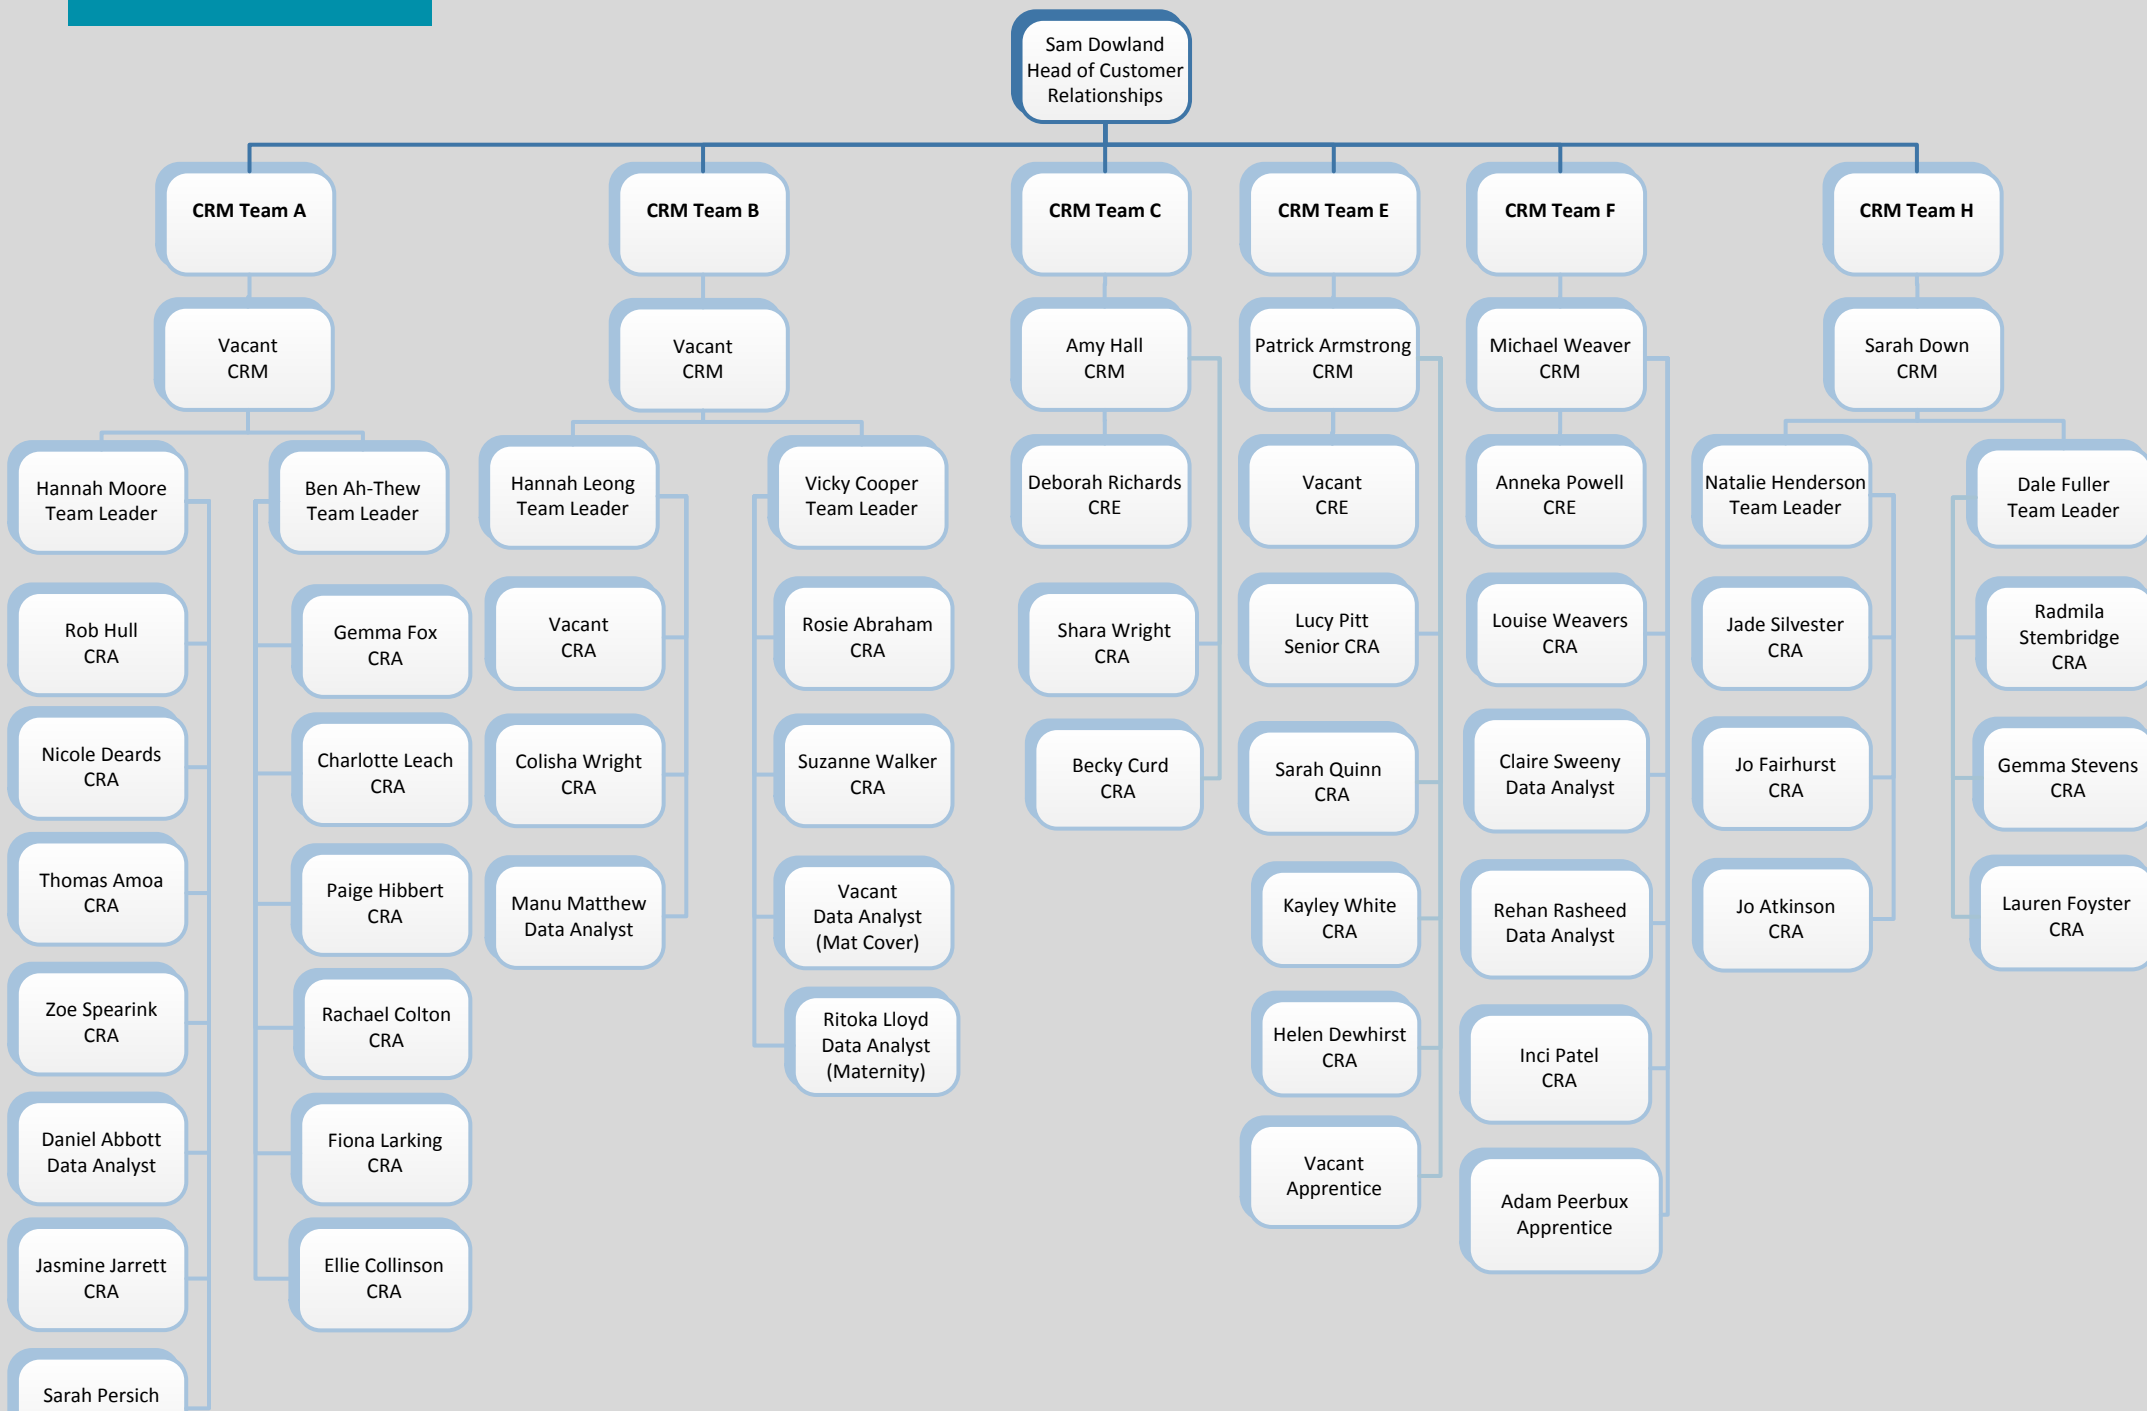 Sam Dowland
Head of Customer
Relationships
CRM Team A
CRM Team B
CRM Team C
CRM Team E
CRM Team F
CRM Team H
Vacant
CRM
Vacant
CRM
Amy Hall
CRM
Patrick Armstrong
CRM
Michael Weaver
CRM
Sarah Down
CRM
Hannah Moore
Team Leader
Ben Ah-Thew
Team Leader
Hannah Leong
Team Leader
Vicky Cooper
Team Leader
Deborah Richards
CRE
Vacant
CRE
Anneka Powell
CRE
Natalie Henderson
Team Leader
Dale Fuller
Team Leader
Rob Hull
CRA
Gemma Fox
CRA
Vacant
CRA
Rosie Abraham
CRA
Shara Wright
CRA
Lucy Pitt
Senior CRA
Louise Weavers
CRA
Jade Silvester
CRA
Radmila
Stembridge
CRA
Nicole Deards
CRA
Charlotte Leach
CRA
Colisha Wright
CRA
Suzanne Walker
CRA
Becky Curd
CRA
Sarah Quinn
CRA
Claire Sweeny
Data Analyst
Jo Fairhurst
CRA
Gemma Stevens
CRA
Thomas Amoa
CRA
Paige Hibbert
CRA
Manu Matthew
Data Analyst
Vacant
Data Analyst
(Mat Cover)
Kayley White
CRA
Rehan Rasheed
Data Analyst
Jo Atkinson
CRA
Lauren Foyster
CRA
Zoe Spearink
CRA
Rachael Colton
CRA
Ritoka Lloyd
Data Analyst
(Maternity)
Helen Dewhirst
CRA
Inci Patel
CRA
Daniel Abbott
Data Analyst
Fiona Larking
CRA
Vacant
Apprentice
Adam Peerbux
Apprentice
Jasmine Jarrett
CRA
Ellie Collinson
CRA
Sarah Persich